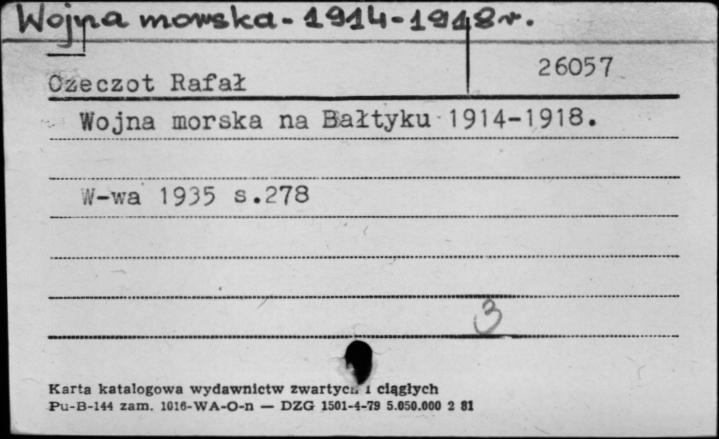 Wojna morska - 1914-1918 r.
26057
Czeczot Rafał
Wojna morska na Bałtyku 1914-1918.
W-wa 1935 s.278
3
Karta katalogowa wydawnictw zwartych i ciągłych
Pu-B-144 zam. 1016-WA-O-n — DZG 1501-4-79 5.050.000 2 81